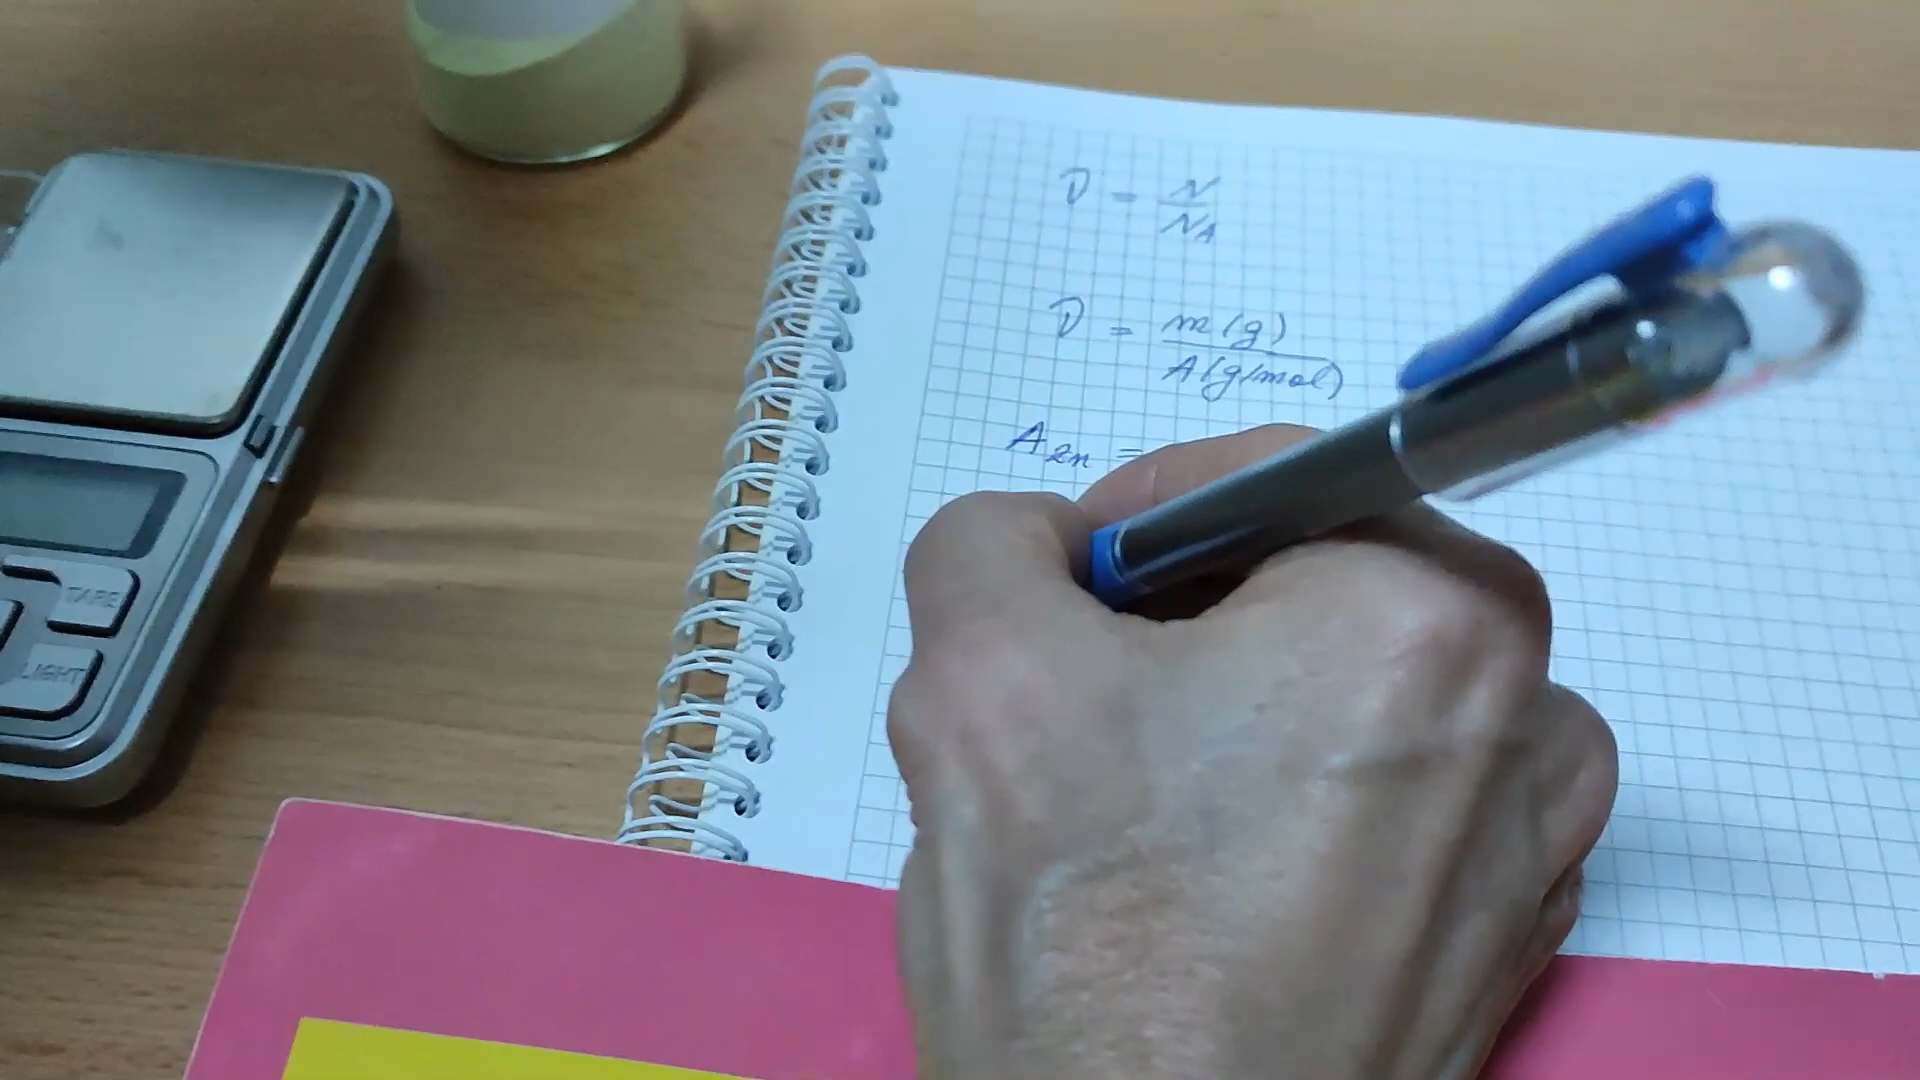 TARE
LIGHT
ν = N / N_A
ν = m(g) / A(g/mol)
A_Zn =